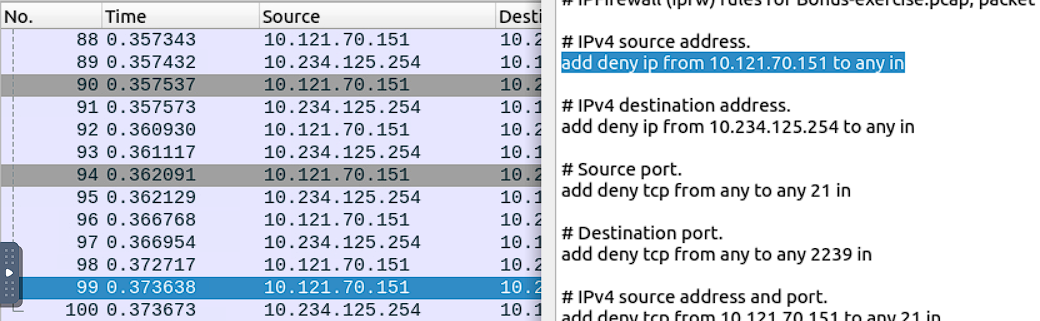 No. Time Source Desti
88 0.357343 10.121.70.151 10.2
89 0.357432 10.234.125.254 10.1
90 0.357537 10.121.70.151 10.2
91 0.357573 10.234.125.254 10.1
92 0.360930 10.121.70.151 10.2
93 0.361117 10.234.125.254 10.1
94 0.362091 10.121.70.151 10.2
95 0.362129 10.234.125.254 10.1
96 0.366768 10.121.70.151 10.2
97 0.366954 10.234.125.254 10.1
98 0.372717 10.121.70.151 10.2
99 0.373638 10.121.70.151 10.2
100 0.373673 10.234.125.254 10.1
# IPFirewall (ipfw) rules for Bonus-exercise.pcap, packet
# IPv4 source address.
add deny ip from 10.121.70.151 to any in
# IPv4 destination address.
add deny ip from 10.234.125.254 to any in
# Source port.
add deny tcp from any to any 21 in
# Destination port.
add deny tcp from any to any 2239 in
# IPv4 source address and port.
add deny tcp from 10.121.70.151 to any 21 in